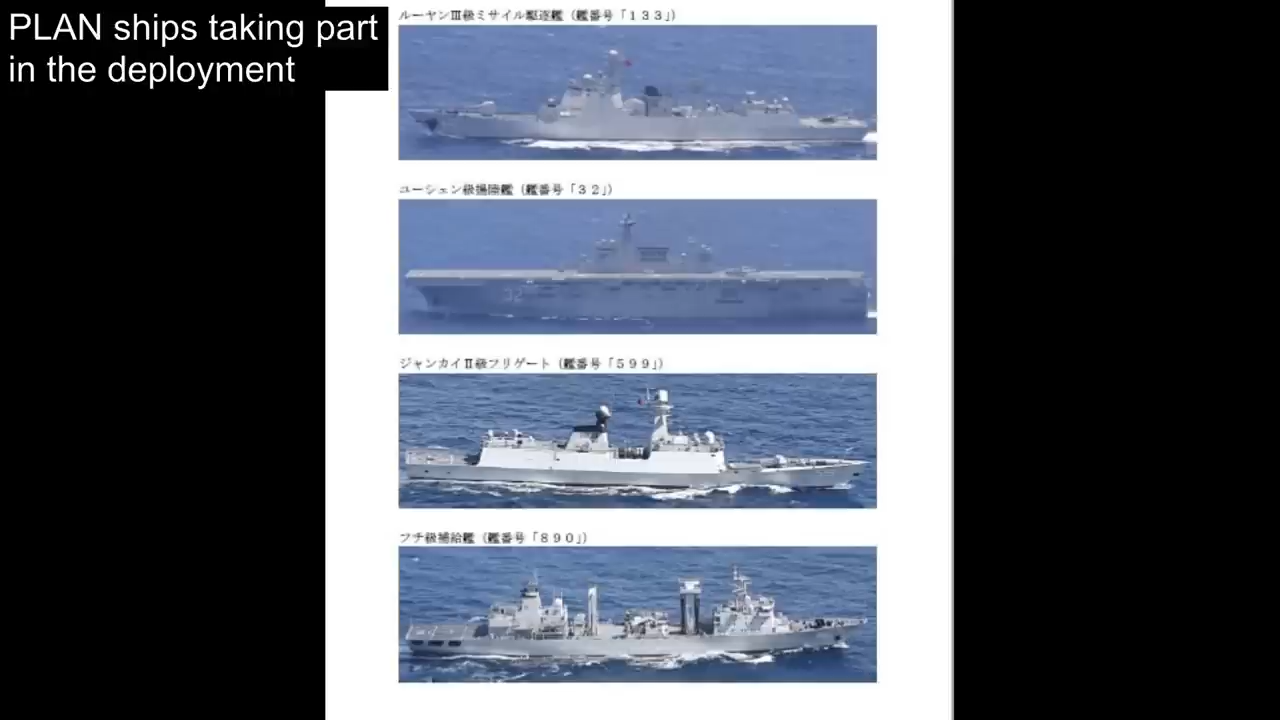 PLAN ships taking part
in the deployment
ルーヤンⅢ級ミサイル駆逐艦（艦番号「１３３」）
ユーシェン級揚陸艦（艦番号「３２」）
32
ジャンカイⅡ級フリゲート（艦番号「５９９」）
フチ級補給艦（艦番号「８９０」）